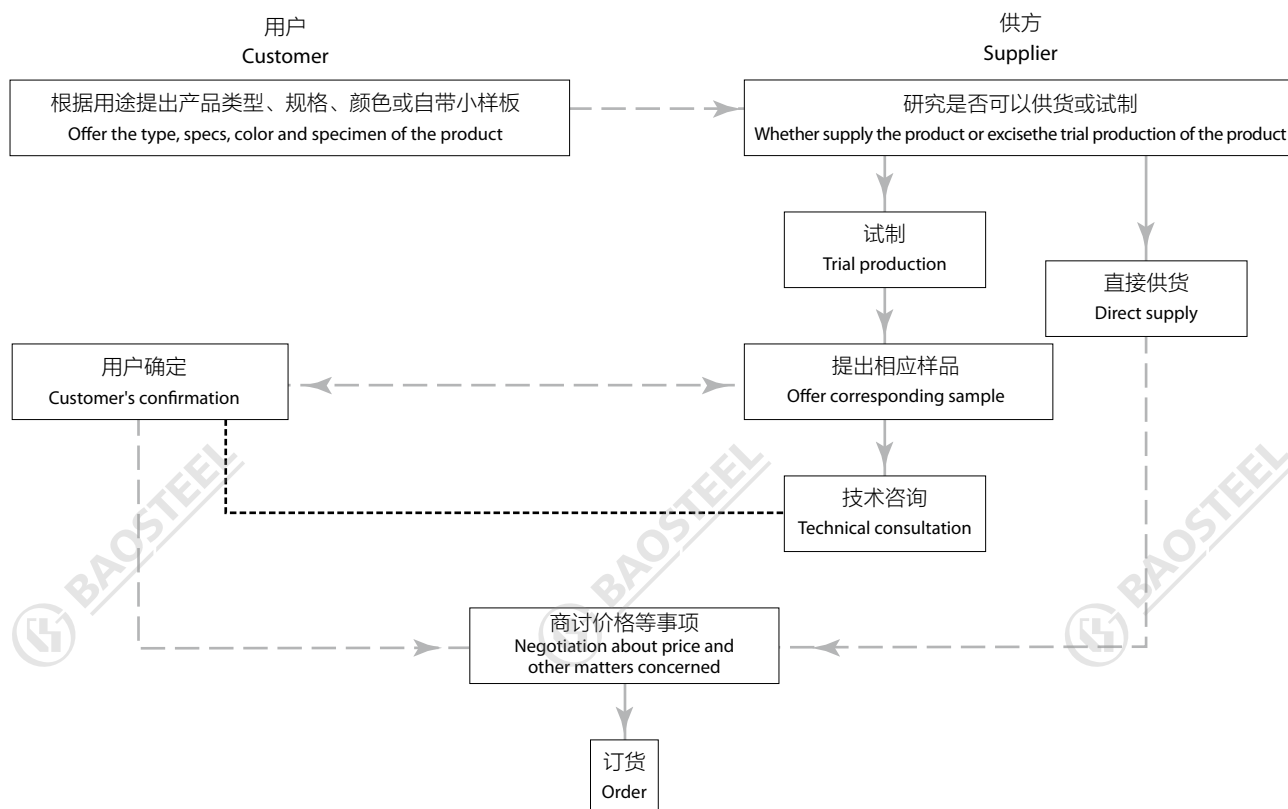 用户
Customer
供方
Supplier
根据用途提出产品类型、规格、颜色或自带小样板
Offer the type, specs, color and specimen of the product
研究是否可以供货或试制
Whether supply the product or excisethe trial production of the product
试制
Trial production
直接供货
Direct supply
用户确定
Customer's confirmation
提出相应样品
Offer corresponding sample
技术咨询
Technical consultation
商讨价格等事项
Negotiation about price and
other matters concerned
订货
Order
BAOSTEEL
BAOSTEEL
BAOSTEEL